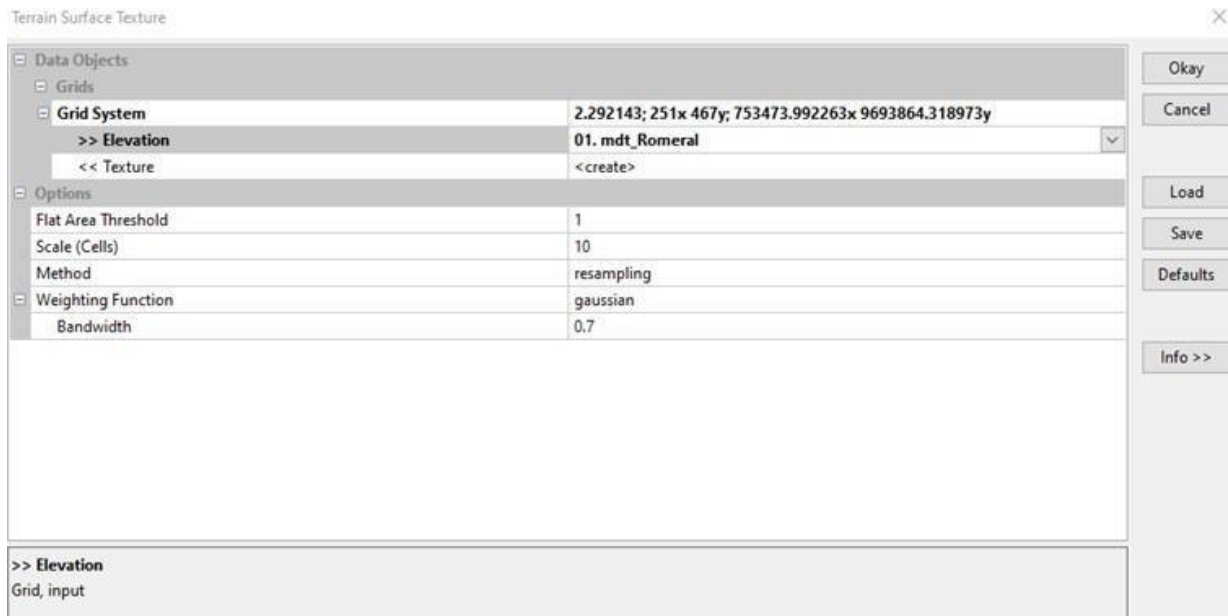 Terrain Surface Texture
Data Objects
Grids
Grid System 2.292143; 251x 467y; 753473.992263x 9693864.318973y
>> Elevation 01. mdt_Romeral
<< Texture <create>
Options
Flat Area Threshold 1
Scale (Cells) 10
Method resampling
Weighting Function gaussian
Bandwidth 0.7
Okay
Cancel
Load
Save
Defaults
Info >>
>> Elevation
Grid, input